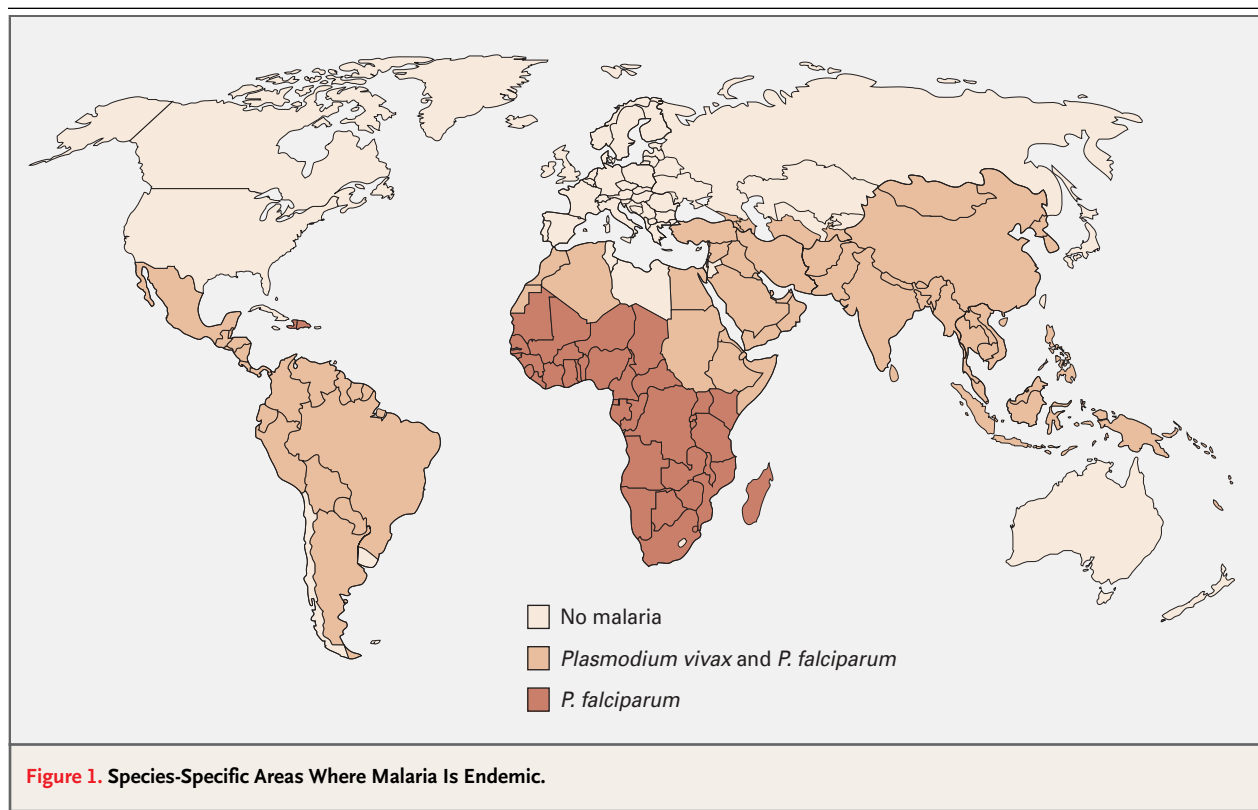 No malaria
Plasmodium vivax and P. falciparum
P. falciparum
Figure 1. Species-Specific Areas Where Malaria Is Endemic.